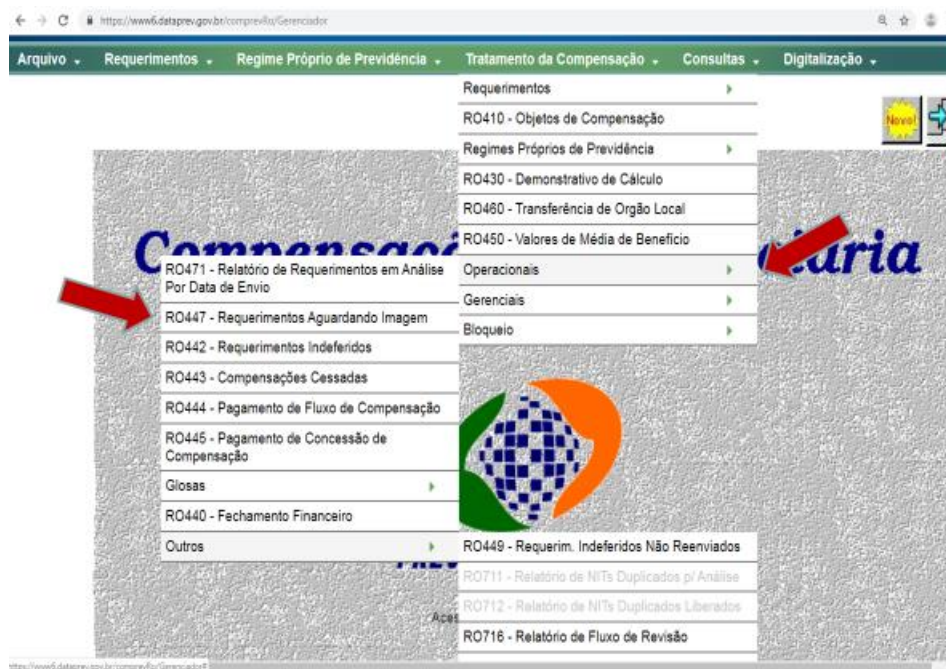 https://www6.dataprev.gov.br/comprevRo/Gerenciador
Arquivo Requerimentos Regime Próprio de Previdência Tratamento da Compensação Consultas Digitalização
Requerimentos
RO410 - Objetos de Compensação
Novo!
Regimes Próprios de Previdência
RO430 - Demonstrativo de Cálculo
RO460 - Transferência de Orgão Local
RO450 - Valores de Média de Benefício
Operacionais
Gerenciais
Bloqueio
RO471 - Relatório de Requerimentos em Análise
Por Data de Envio
RO447 - Requerimentos Aguardando Imagem
RO442 - Requerimentos Indeferidos
RO443 - Compensações Cessadas
RO444 - Pagamento de Fluxo de Compensação
RO445 - Pagamento de Concessão de
Compensação
Glosas
RO440 - Fechamento Financeiro
Outros
RO449 - Requerim. Indeferidos Não Reenviados
RO711 - Relatório de NITs Duplicados p/ Análise
RO712 - Relatório de NITs Duplicados Liberados
RO716 - Relatório de Fluxo de Revisão